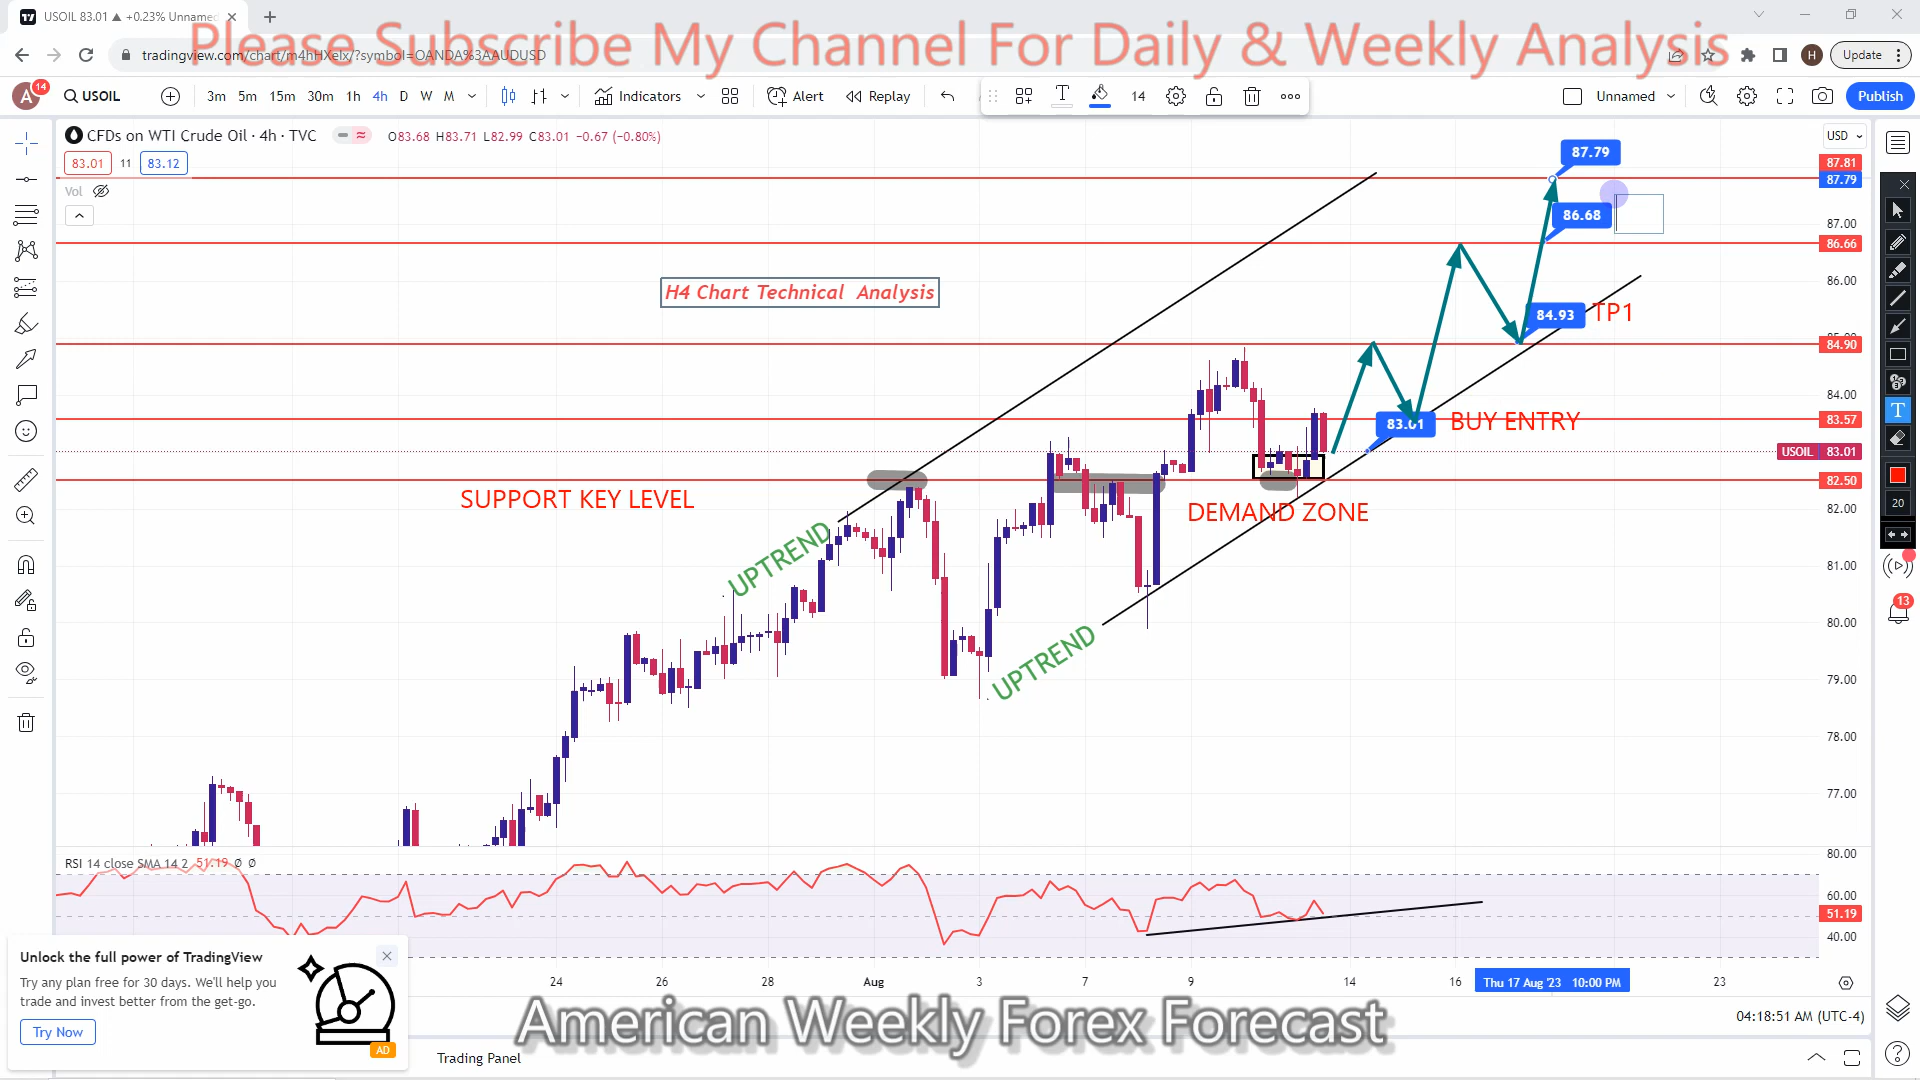 USOIL 83.01 ▲ +0.23% Unnamed
Please Subscribe My Channel For Daily & Weekly Analysis
tradingview.com/chart/m4hHXelx/?symbol=OANDA%3AAUDUSD
H
Update
A 14 USOIL 3m 5m 15m 30m 1h 4h D W M Indicators Alert Replay T 14 Unnamed Publish
CFDs on WTI Crude Oil · 4h · TVC O83.68 H83.71 L82.99 C83.01 −0.67 (−0.80%)
USD
83.01 11 83.12
Vol
87.79
87.81
87.79
86.68
87.00
86.66
86.00
H4 Chart Technical Analysis
84.93 TP1
84.90
84.00
83.57
BUY ENTRY
USOIL 83.01
82.50
SUPPORT KEY LEVEL
DEMAND ZONE
82.00
20
UPTREND
81.00
13
80.00
UPTREND
79.00
78.00
77.00
RSI 14 close SMA 14 2 51.19 Ø Ø
80.00
60.00
51.19
40.00
Unlock the full power of TradingView
Try any plan free for 30 days. We'll help you
trade and invest better from the get-go.
Try Now
AD
24 26 28 Aug 3 7 9 14 16 Thu 17 Aug '23 10:00 PM 23
American Weekly Forex Forecast
04:18:51 AM (UTC-4)
Trading Panel